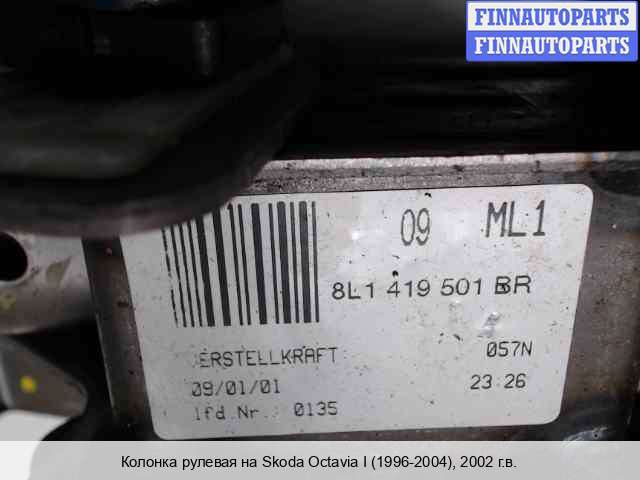 FINNAUTOPARTS
FINNAUTOPARTS
09 ML1
8L1 419 501 BR
VERSTELLKRAFT: 057N
09/01/01 23:26
lfd.Nr.: 0135
Колонка рулевая на Skoda Octavia I (1996-2004), 2002 г.в.